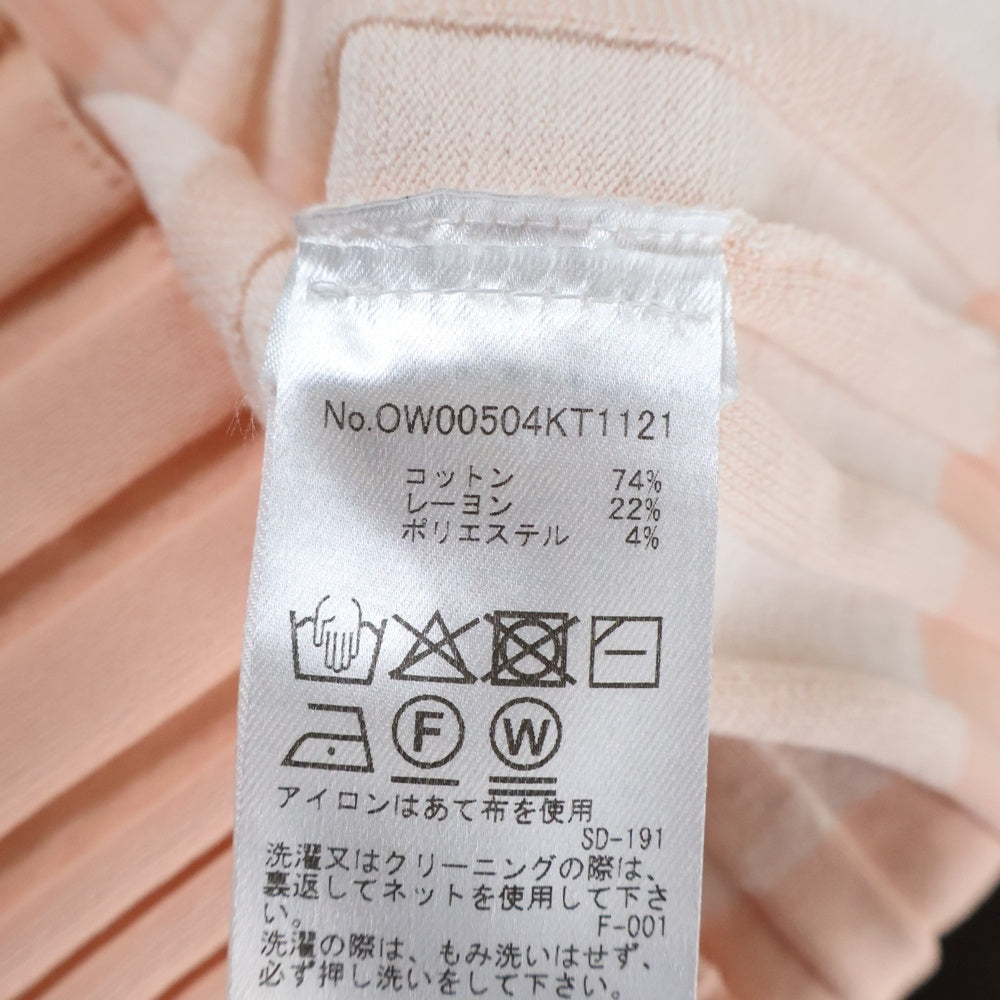 No.OW00504KT1121
コットン 74%
レーヨン 22%
ポリエステル 4%
F W
アイロンはあて布を使用
SD-191
洗濯又はクリーニングの際は、
裏返してネットを使用して下さ
い。
F-001
洗濯の際は、もみ洗いはせず、
必ず押し洗いをして下さい。